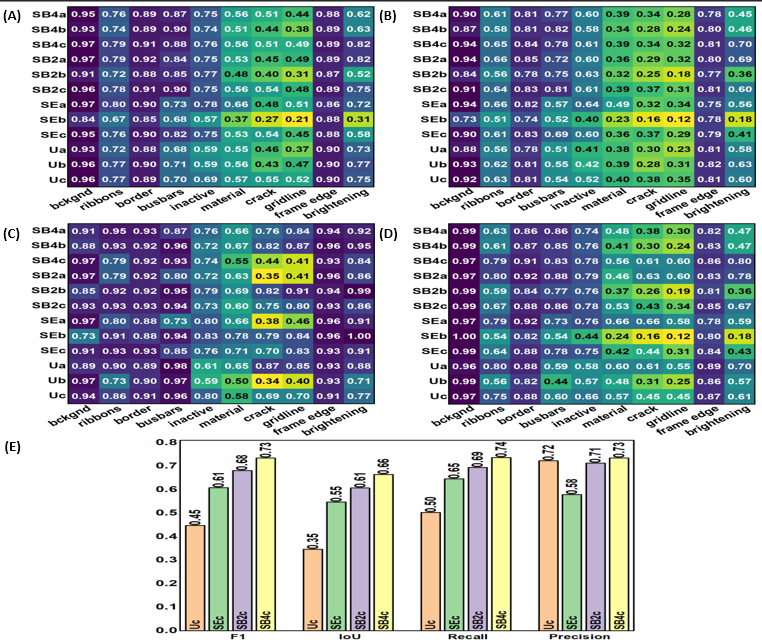 (A)
SB4a 0.95 0.76 0.89 0.87 0.75 0.56 0.51 0.44 0.88 0.62
SB4b 0.93 0.74 0.89 0.90 0.74 0.51 0.44 0.38 0.89 0.63
SB4c 0.97 0.79 0.91 0.88 0.76 0.56 0.51 0.49 0.89 0.82
SB2a 0.97 0.79 0.92 0.84 0.75 0.53 0.45 0.49 0.89 0.82
SB2b 0.91 0.72 0.88 0.85 0.77 0.48 0.40 0.31 0.87 0.52
SB2c 0.96 0.78 0.91 0.90 0.75 0.56 0.54 0.48 0.89 0.75
SEa 0.97 0.80 0.90 0.73 0.78 0.66 0.48 0.51 0.86 0.72
SEb 0.84 0.67 0.85 0.68 0.57 0.37 0.27 0.21 0.88 0.31
SEc 0.95 0.76 0.90 0.82 0.75 0.53 0.54 0.45 0.88 0.58
Ua 0.93 0.72 0.88 0.68 0.59 0.55 0.46 0.37 0.90 0.73
Ub 0.96 0.77 0.90 0.71 0.59 0.56 0.43 0.47 0.90 0.77
Uc 0.96 0.77 0.89 0.70 0.69 0.57 0.55 0.52 0.90 0.75
bckgnd ribbons border busbars inactive material crack gridline frame edge brightening
(B)
SB4a 0.90 0.61 0.81 0.77 0.60 0.39 0.34 0.28 0.78 0.45
SB4b 0.87 0.58 0.81 0.82 0.58 0.34 0.28 0.24 0.80 0.46
SB4c 0.94 0.65 0.84 0.78 0.61 0.39 0.34 0.32 0.81 0.70
SB2a 0.94 0.66 0.85 0.72 0.60 0.36 0.29 0.32 0.80 0.69
SB2b 0.84 0.56 0.78 0.75 0.63 0.32 0.25 0.18 0.77 0.36
SB2c 0.91 0.64 0.83 0.81 0.61 0.39 0.37 0.31 0.81 0.60
SEa 0.94 0.66 0.82 0.57 0.64 0.49 0.32 0.34 0.75 0.56
SEb 0.73 0.51 0.74 0.52 0.40 0.23 0.16 0.12 0.78 0.18
SEc 0.90 0.61 0.83 0.69 0.60 0.36 0.37 0.29 0.79 0.41
Ua 0.88 0.56 0.78 0.51 0.41 0.38 0.30 0.23 0.81 0.58
Ub 0.93 0.62 0.81 0.55 0.42 0.39 0.28 0.31 0.82 0.63
Uc 0.92 0.63 0.81 0.54 0.52 0.40 0.38 0.35 0.81 0.60
bckgnd ribbons border busbars inactive material crack gridline frame edge brightening
(C)
SB4a 0.91 0.95 0.93 0.87 0.76 0.66 0.76 0.84 0.94 0.92
SB4b 0.88 0.93 0.92 0.96 0.72 0.67 0.82 0.87 0.96 0.95
SB4c 0.97 0.79 0.92 0.93 0.74 0.55 0.44 0.41 0.93 0.84
SB2a 0.97 0.79 0.92 0.80 0.72 0.63 0.35 0.41 0.96 0.86
SB2b 0.85 0.92 0.92 0.95 0.79 0.69 0.82 0.91 0.94 0.99
SB2c 0.93 0.93 0.93 0.94 0.73 0.60 0.75 0.80 0.93 0.86
SEa 0.97 0.80 0.88 0.73 0.80 0.66 0.38 0.46 0.96 0.91
SEb 0.73 0.91 0.88 0.94 0.83 0.78 0.79 0.84 0.96 1.00
SEc 0.91 0.93 0.93 0.85 0.76 0.71 0.70 0.83 0.93 0.91
Ua 0.89 0.90 0.89 0.98 0.61 0.65 0.87 0.85 0.93 0.88
Ub 0.97 0.73 0.90 0.97 0.59 0.50 0.34 0.40 0.93 0.71
Uc 0.94 0.86 0.91 0.96 0.80 0.58 0.69 0.70 0.91 0.77
bckgnd ribbons border busbars inactive material crack gridline frame edge brightening
(D)
SB4a 0.99 0.63 0.86 0.86 0.74 0.48 0.38 0.30 0.82 0.47
SB4b 0.99 0.61 0.87 0.85 0.76 0.41 0.30 0.24 0.83 0.47
SB4c 0.97 0.79 0.91 0.83 0.78 0.56 0.61 0.60 0.86 0.80
SB2a 0.97 0.80 0.92 0.88 0.79 0.46 0.63 0.60 0.83 0.78
SB2b 0.99 0.59 0.84 0.77 0.76 0.37 0.26 0.19 0.81 0.36
SB2c 0.99 0.67 0.88 0.86 0.78 0.53 0.43 0.34 0.85 0.67
SEa 0.97 0.79 0.92 0.73 0.76 0.66 0.66 0.58 0.78 0.59
SEb 1.00 0.54 0.82 0.54 0.44 0.24 0.16 0.12 0.80 0.18
SEc 0.99 0.64 0.88 0.78 0.75 0.42 0.44 0.31 0.84 0.43
Ua 0.96 0.80 0.88 0.59 0.58 0.60 0.60 0.55 0.81 0.59
Ub 0.99 0.56 0.82 0.44 0.57 0.48 0.31 0.25 0.86 0.57
Uc 0.97 0.75 0.88 0.60 0.66 0.57 0.45 0.45 0.87 0.61
bckgnd ribbons border busbars inactive material crack gridline frame edge brightening
(E)
0.8
0.7
0.6
0.5
0.4
0.3
0.2
0.1
0.0
0.45 0.61 0.68 0.73
Uc SEc SB2c SB4c
F1
0.35 0.55 0.61 0.66
Uc SEc SB2c SB4c
IoU
0.50 0.65 0.69 0.74
Uc SEc SB2c SB4c
Recall
0.72 0.58 0.71 0.73
Uc SEc SB2c SB4c
Precision